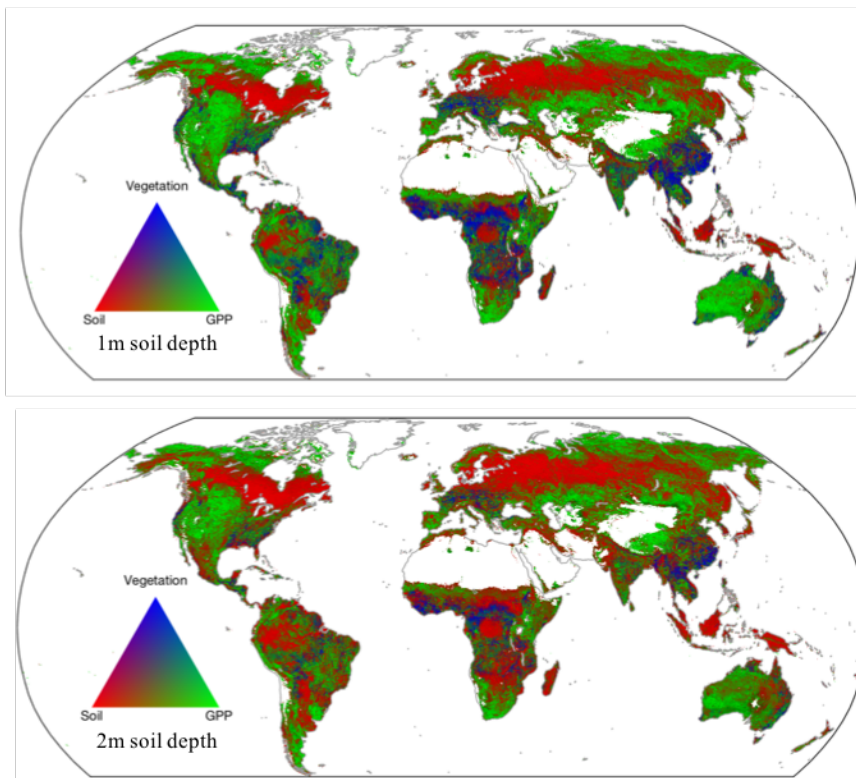 Vegetation
Soil
GPP
1m soil depth
Vegetation
Soil
GPP
2m soil depth